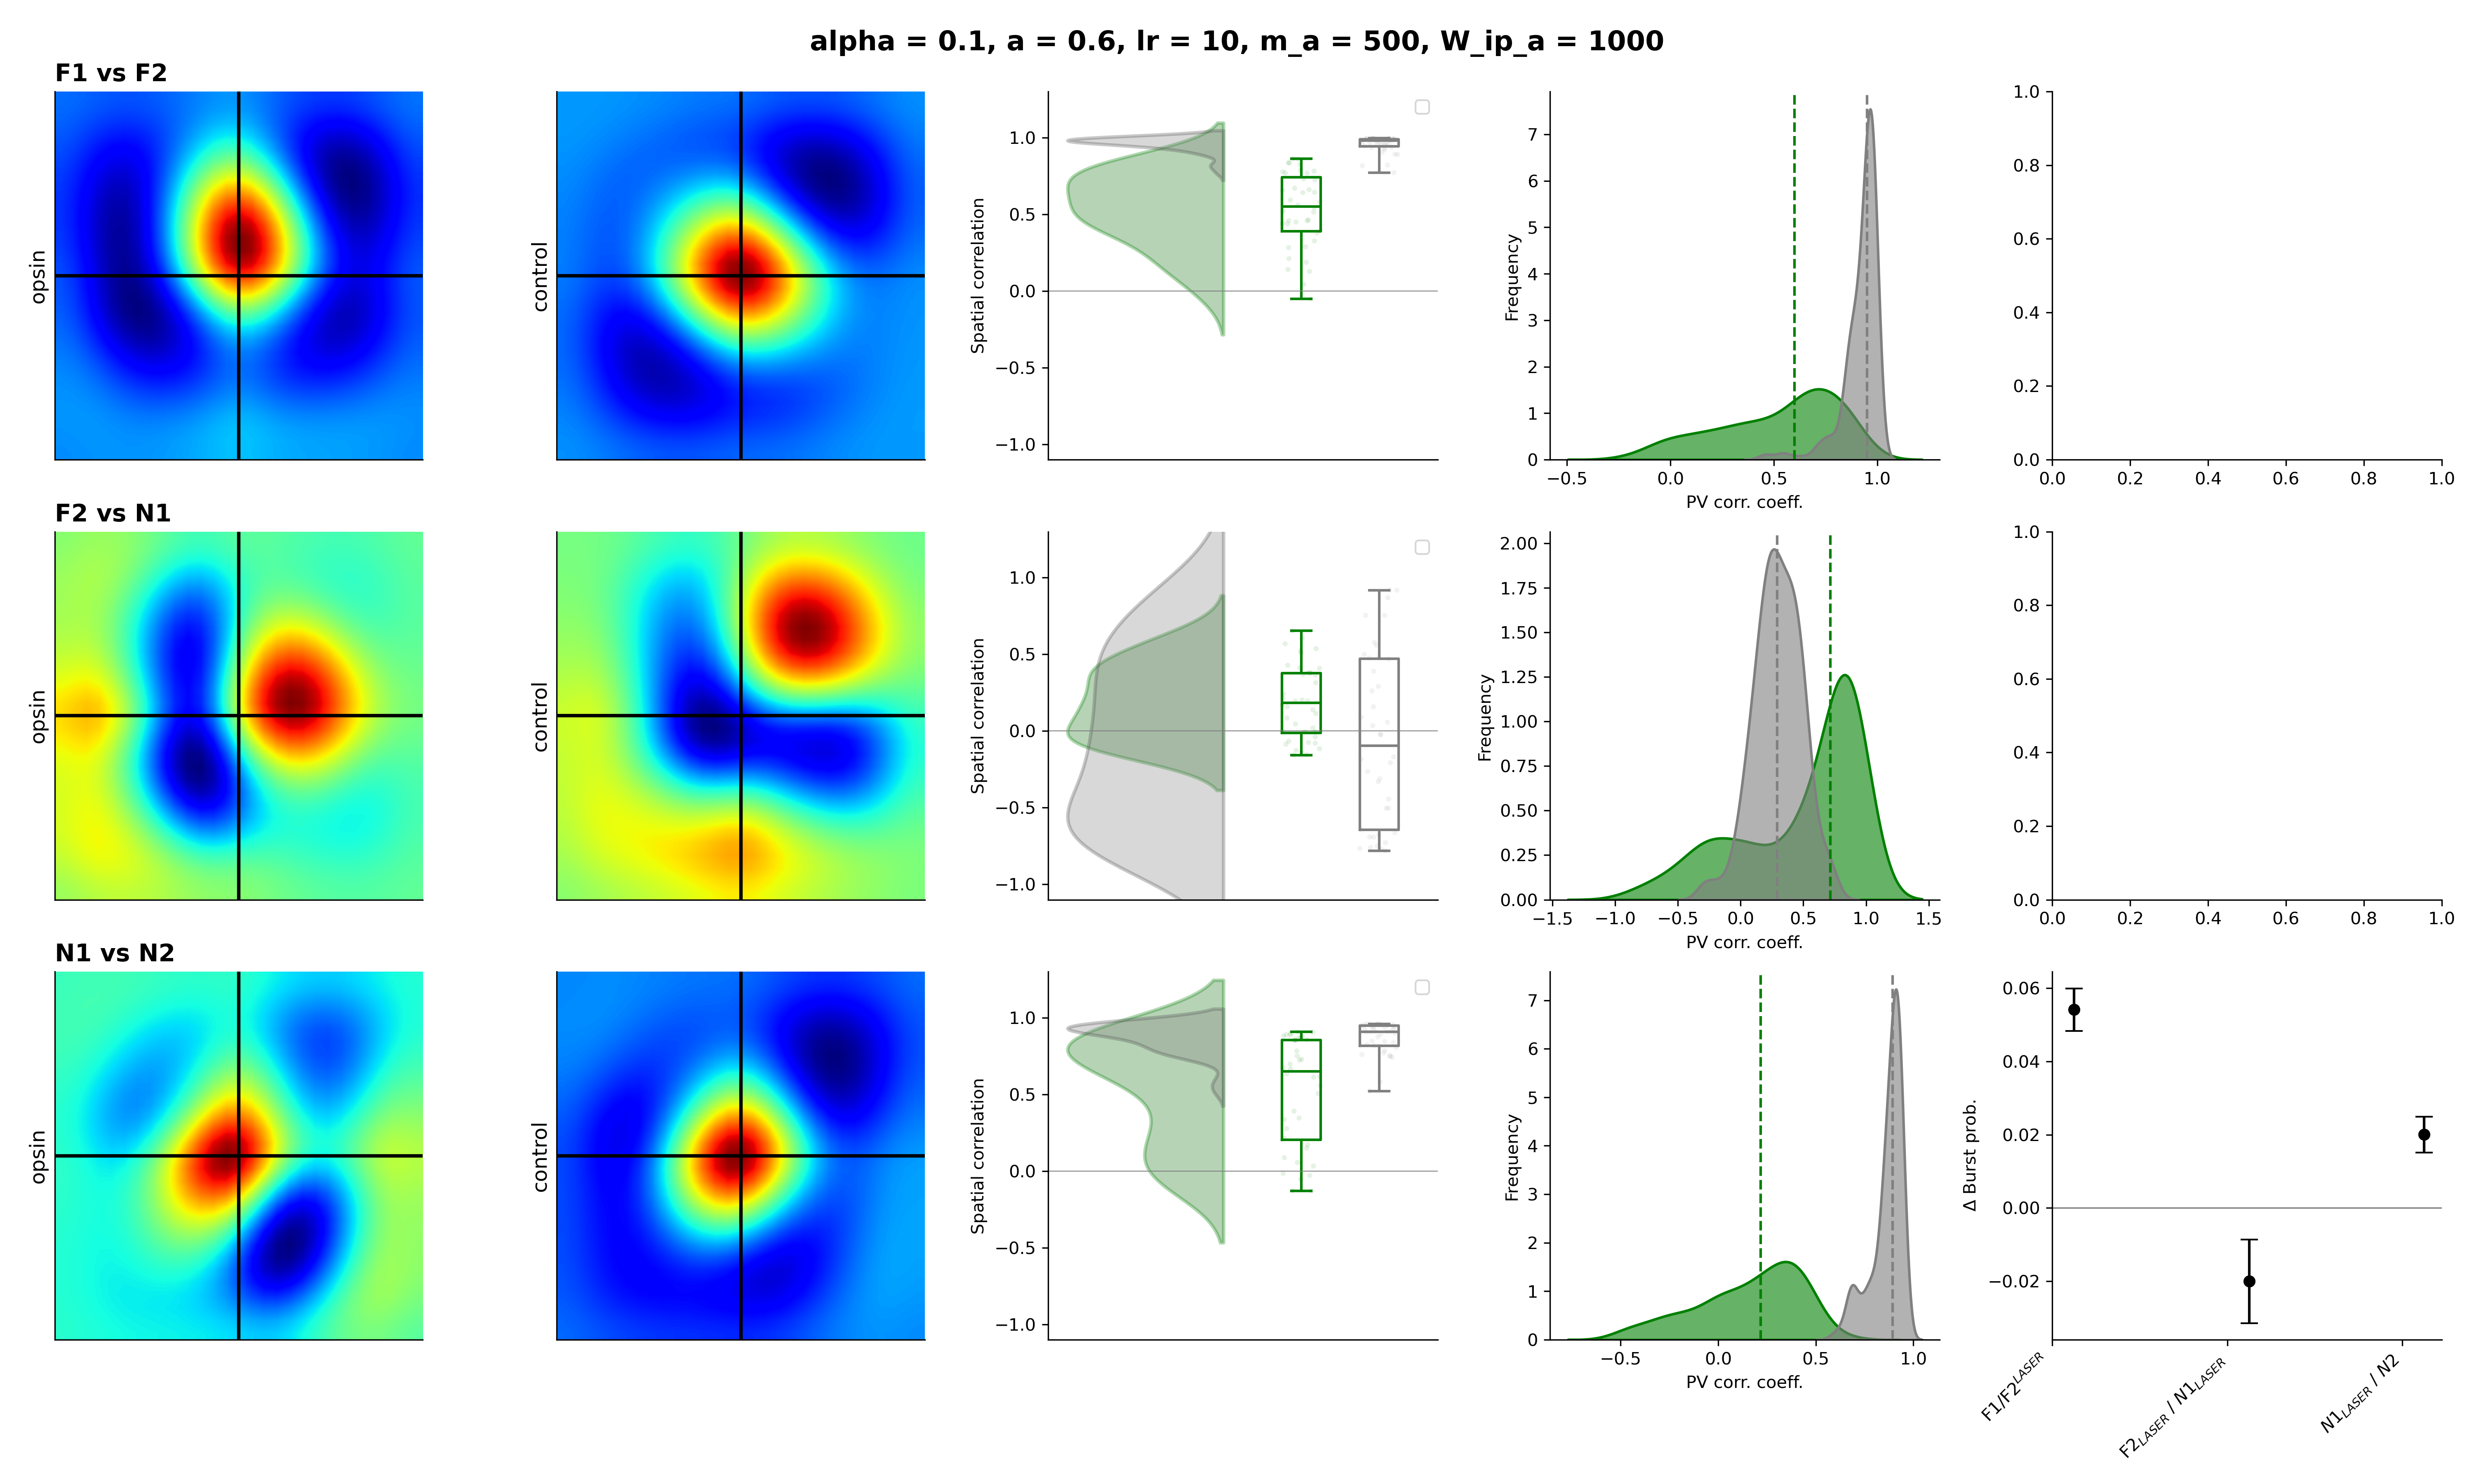 alpha = 0.1, a = 0.6, lr = 10, m_a = 500, W_ip_a = 1000
F1 vs F2
opsin
control
Spatial correlation
1.0
0.5
0.0
−0.5
−1.0
Frequency
7
6
5
4
3
2
1
0
−0.5 0.0 0.5 1.0
PV corr. coeff.
1.0
0.8
0.6
0.4
0.2
0.0
0.0 0.2 0.4 0.6 0.8 1.0
F2 vs N1
opsin
control
Spatial correlation
1.0
0.5
0.0
−0.5
−1.0
Frequency
2.00
1.75
1.50
1.25
1.00
0.75
0.50
0.25
0.00
−1.5 −1.0 −0.5 0.0 0.5 1.0 1.5
PV corr. coeff.
1.0
0.8
0.6
0.4
0.2
0.0
0.0 0.2 0.4 0.6 0.8 1.0
N1 vs N2
opsin
control
Spatial correlation
1.0
0.5
0.0
−0.5
−1.0
Frequency
7
6
5
4
3
2
1
0
−0.5 0.0 0.5 1.0
PV corr. coeff.
Δ Burst prob.
0.06
0.04
0.02
0.00
−0.02
F1/F2^LASER
F2_LASER / N1_LASER
N1_LASER / N2